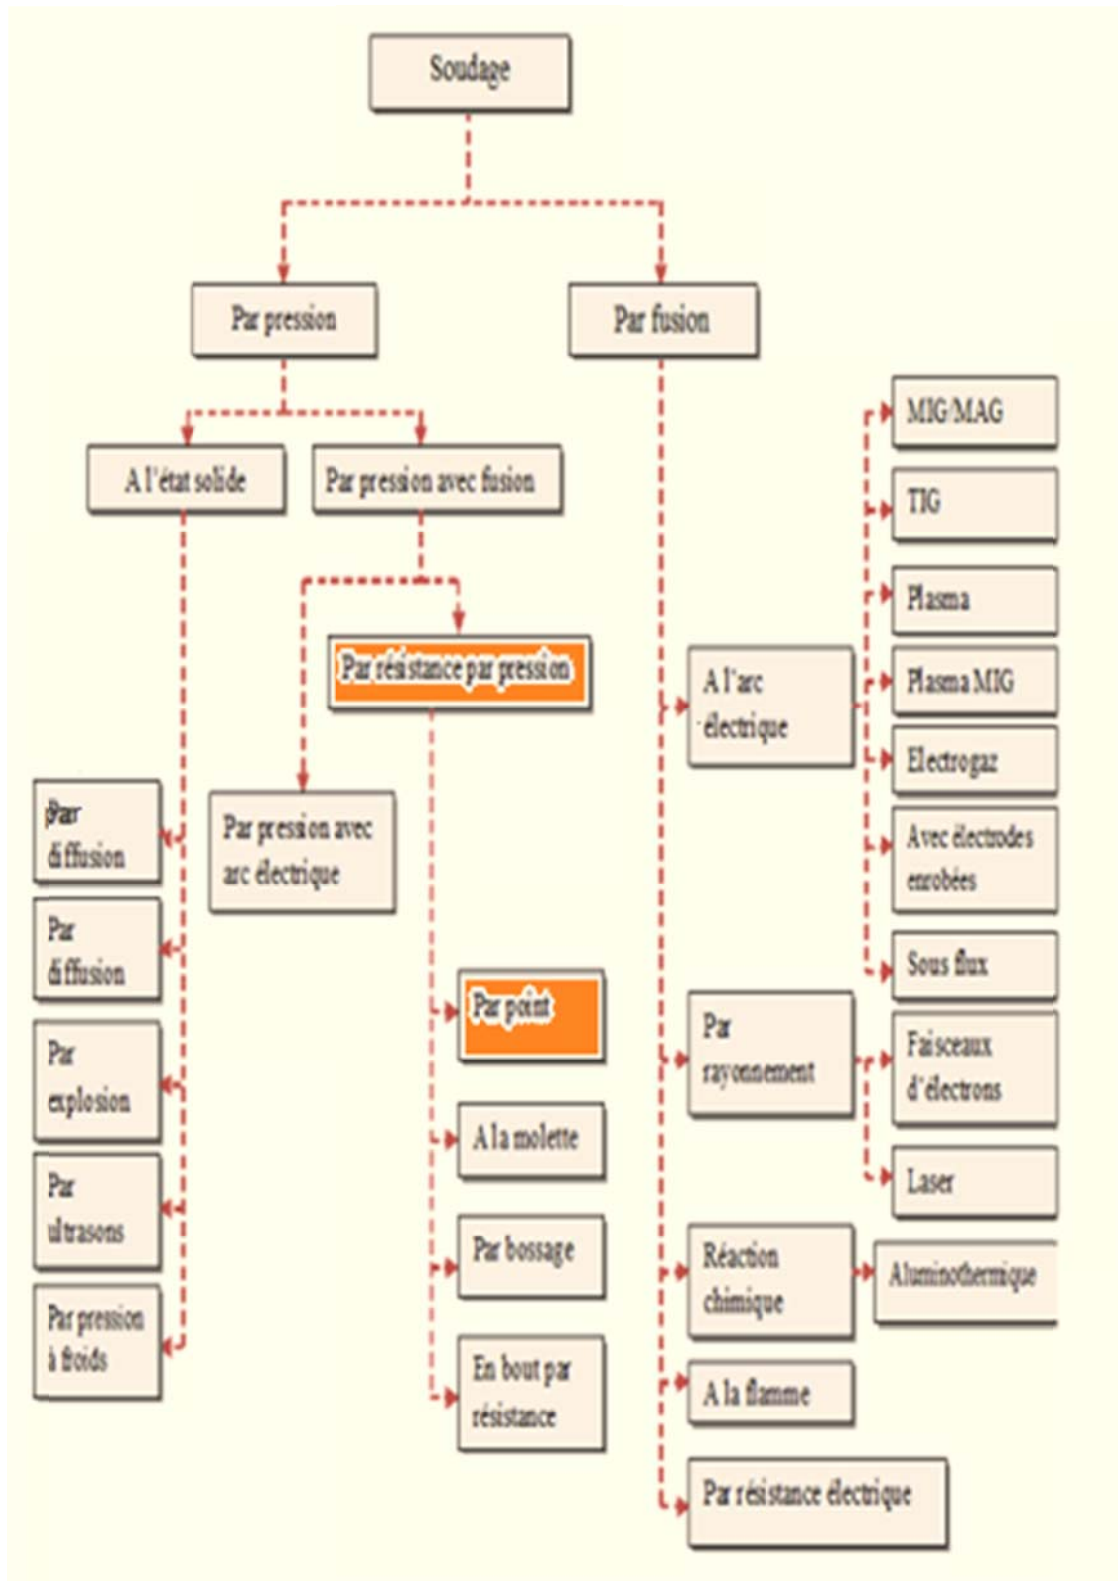 Soudage
Par pression
Par fusion
A l'état solide
Par pression avec fusion
Par résistance par pression
Par pression avec
arc électrique
Par
diffusion
Par
diffusion
Par
explosion
Par
ultrasons
Par pression
à froids
Par point
A la molette
Par bossage
En bout par
résistance
A l'arc
électrique
MIG/MAG
TIG
Plasma
Plasma MIG
Electrogaz
Avec électrodes
enrobées
Sous flux
Par
rayonnement
Faisceaux
d'électrons
Laser
Réaction
chimique
Aluminothermique
A la flamme
Par résistance électrique